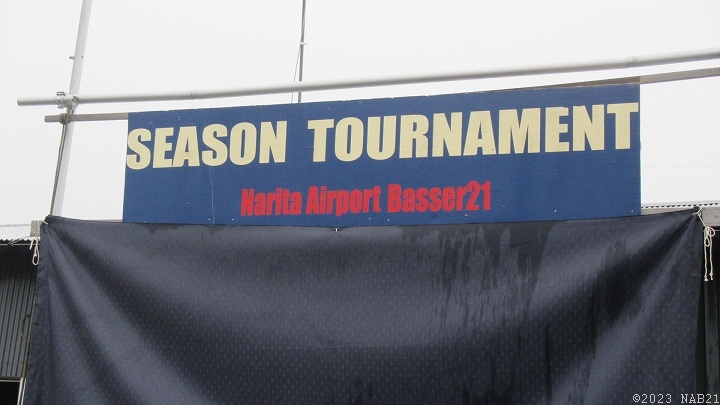 SEASON TOURNAMENT
Narita Airport Basser21
©2023 NAB21